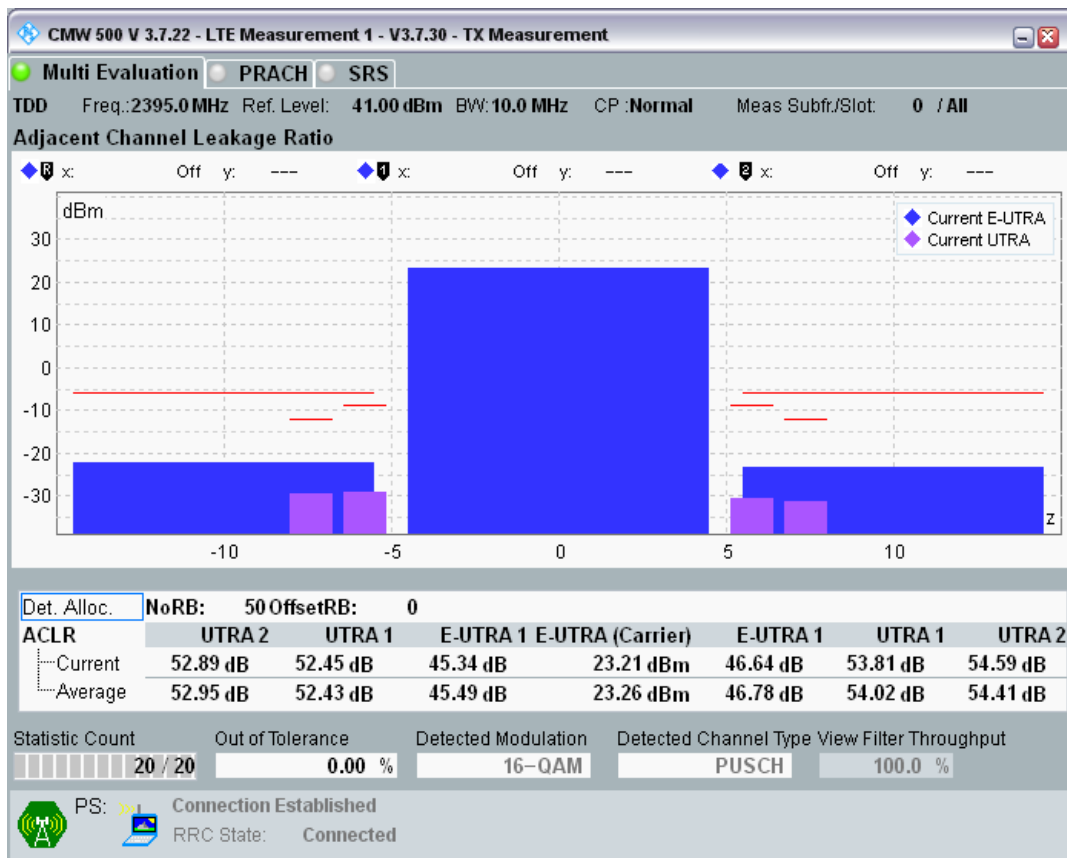 CMW 500 V 3.7.22 - LTE Measurement 1 - V3.7.30 - TX Measurement
Multi Evaluation PRACH SRS
TDD Freq.:2395.0 MHz Ref. Level: 41.00 dBm BW:10.0 MHz CP :Normal Meas Subfr./Slot: 0 / All
Adjacent Channel Leakage Ratio
R x: Off y: --- 1 x: Off y: --- 2 x: Off y: ---
dBm
Current E-UTRA
Current UTRA
30
20
10
0
-10
-20
-30
z
-10 -5 0 5 10
Det. Alloc. NoRB: 50 OffsetRB: 0
ACLR UTRA 2 UTRA 1 E-UTRA 1 E-UTRA (Carrier) E-UTRA 1 UTRA 1 UTRA 2
Current 52.89 dB 52.45 dB 45.34 dB 23.21 dBm 46.64 dB 53.81 dB 54.59 dB
Average 52.95 dB 52.43 dB 45.49 dB 23.26 dBm 46.78 dB 54.02 dB 54.41 dB
Statistic Count Out of Tolerance Detected Modulation Detected Channel Type View Filter Throughput
20 / 20 0.00 % 16-QAM PUSCH 100.0 %
PS: Connection Established
RRC State: Connected